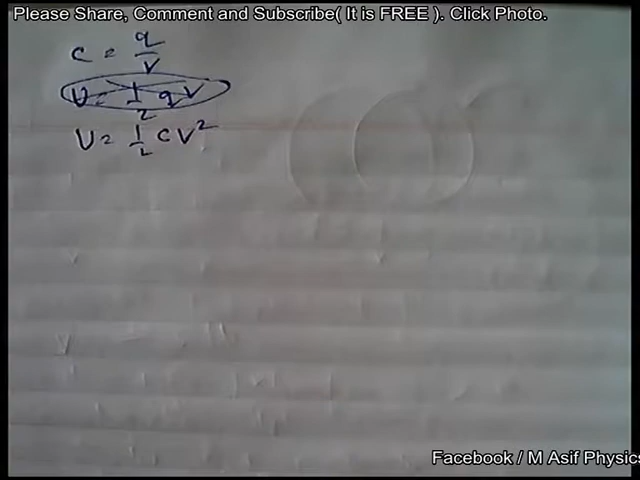 Please Share, Comment and Subscribe( It is FREE ). Click Photo.
C = q/V
U = 1/2 qV
U = 1/2 CV²
Facebook / M Asif Physics